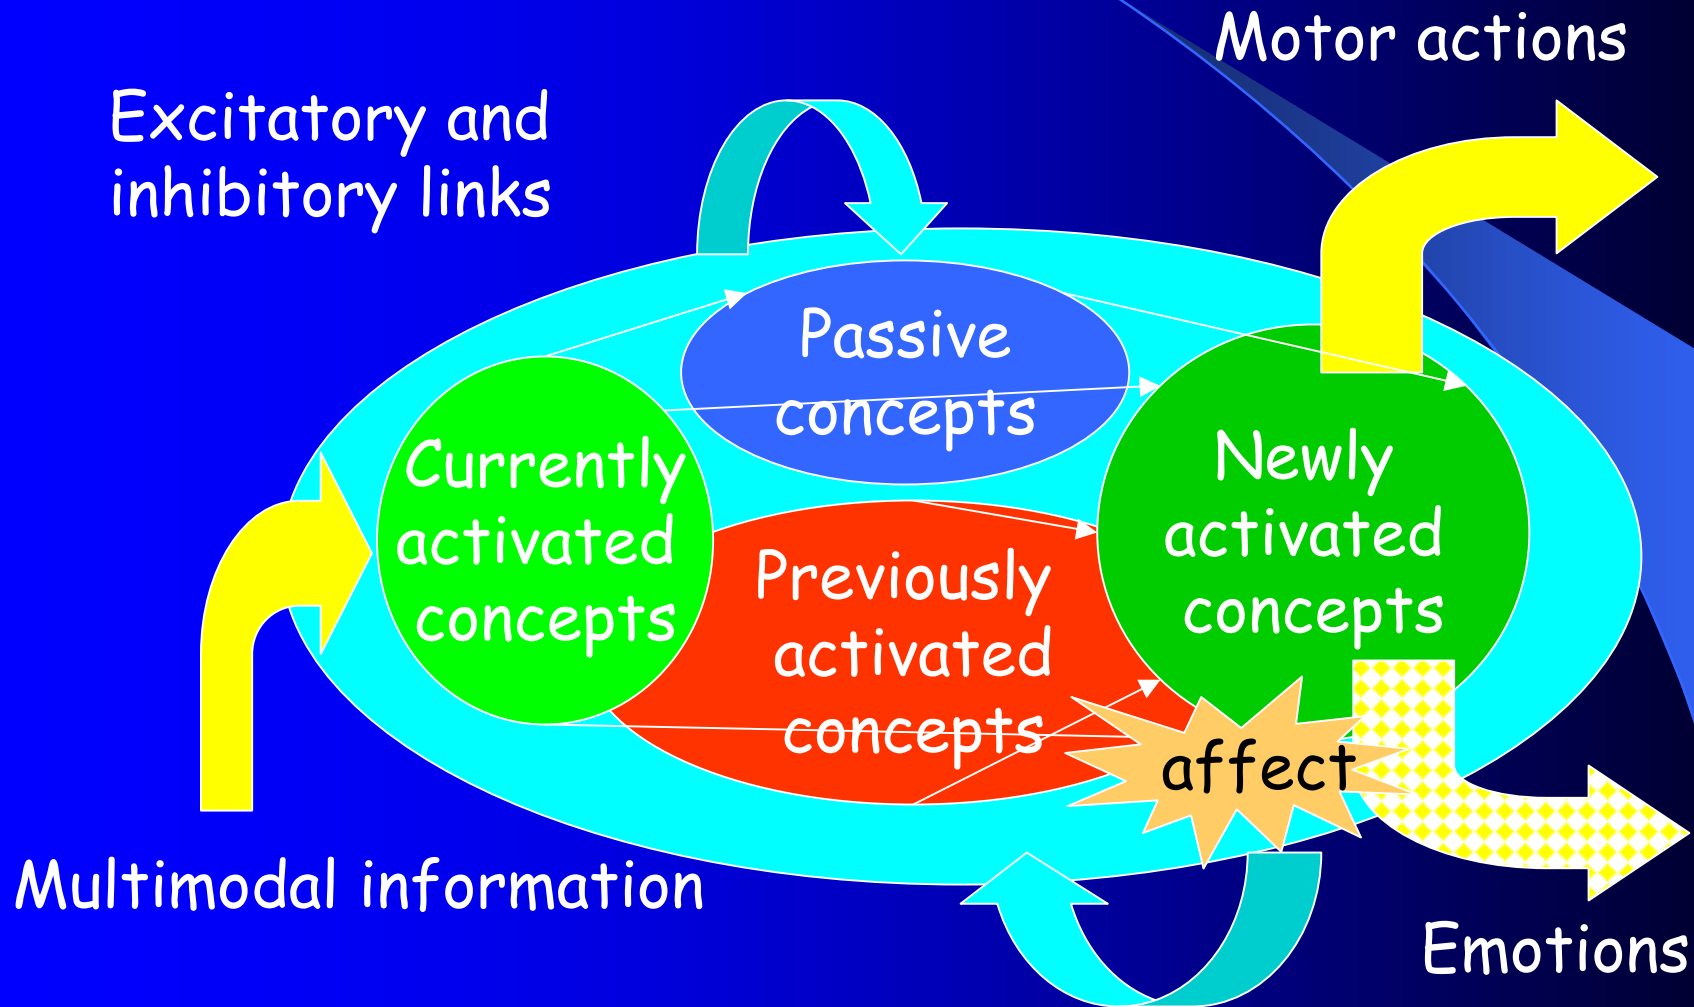 Motor actions
Excitatory and
inhibitory links
Passive
concepts
Currently
activated
concepts
Newly
activated
concepts
Previously
activated
concepts
affect
Multimodal information
Emotions